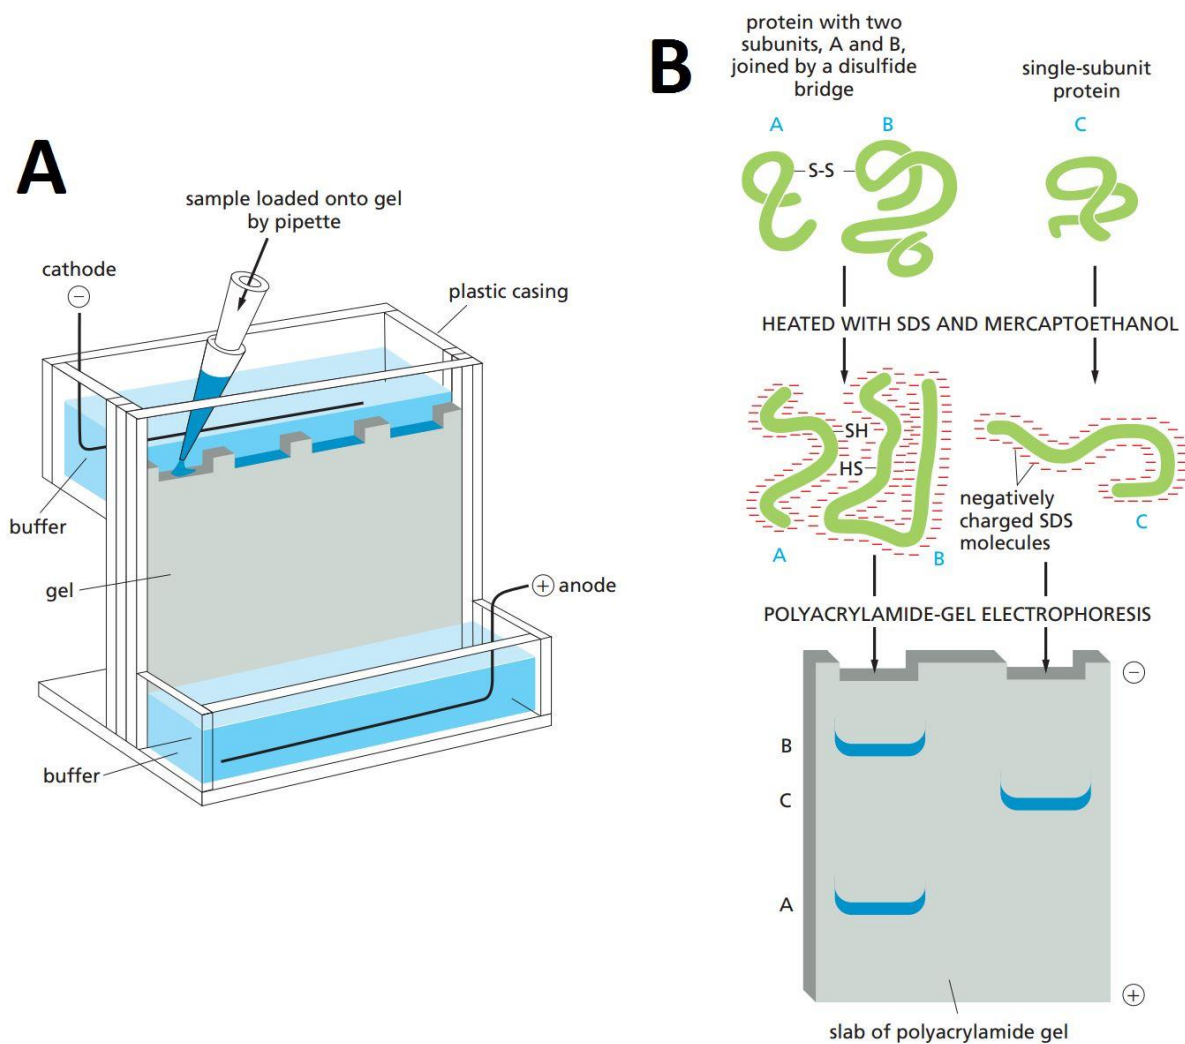 A
sample loaded onto gel
by pipette
cathode
−
plastic casing
buffer
gel
+ anode
buffer
B
protein with two
subunits, A and B,
joined by a disulfide
bridge
single-subunit
protein
A
B
C
S-S
HEATED WITH SDS AND MERCAPTOETHANOL
SH
HS
negatively
charged SDS
molecules
A
B
C
POLYACRYLAMIDE-GEL ELECTROPHORESIS
−
B
C
A
+
slab of polyacrylamide gel